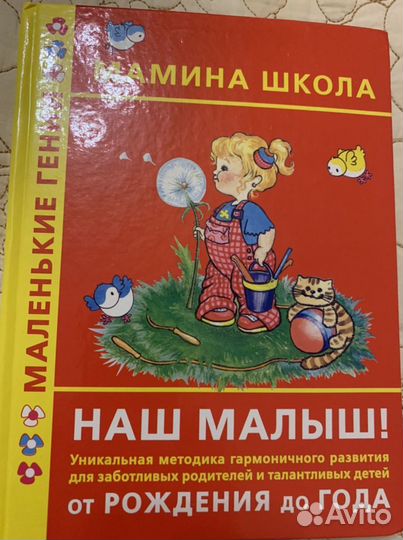 МАМИНА ШКОЛА
МАЛЕНЬКИЕ ГЕНИ
НАШ МАЛЫШ!
Уникальная методика гармоничного развития
для заботливых родителей и талантливых детей
от РОЖДЕНИЯ до ГОДА
Avito